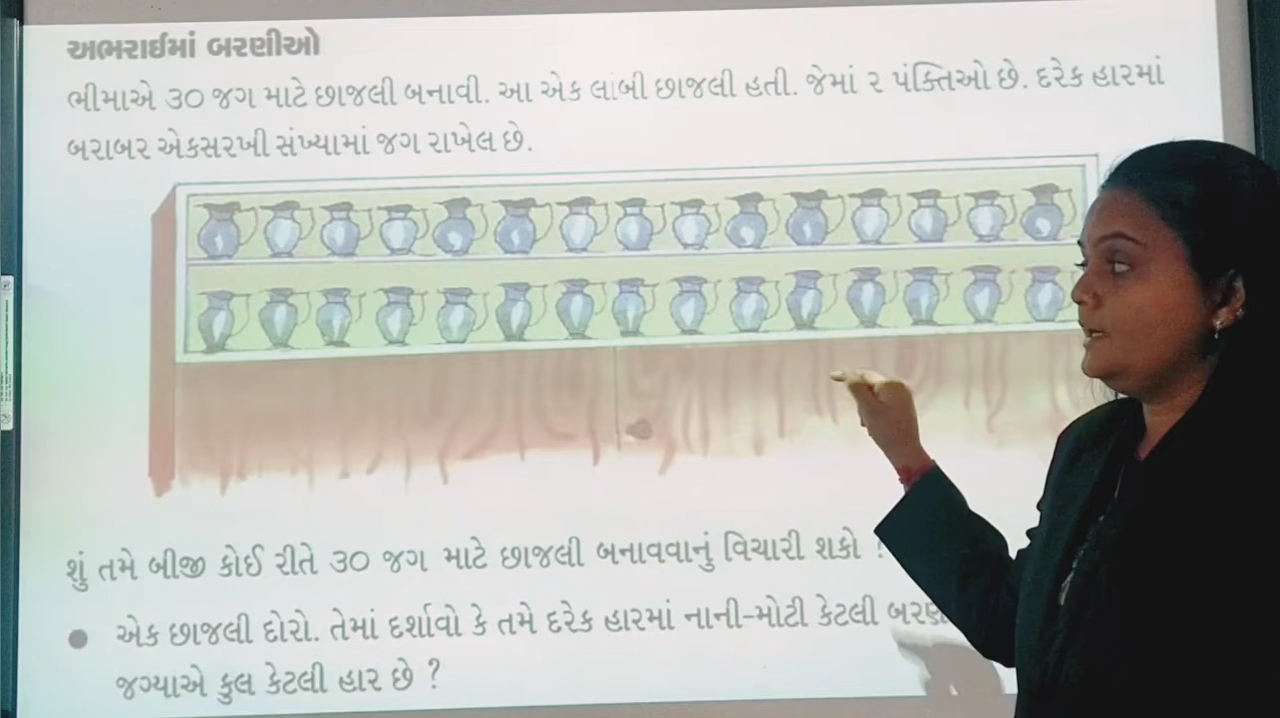 અભરાઈમાં બરણીઓ
ભીમાએ ૩૦ જગ માટે છાજલી બનાવી. આ એક લાંબી છાજલી હતી. જેમાં ૨ પંક્તિઓ છે. દરેક હારમાં
બરાબર એકસરખી સંખ્યામાં જગ રાખેલ છે.
શું તમે બીજી કોઈ રીતે ૩૦ જગ માટે છાજલી બનાવવાનું વિચારી શકો ?
● એક છાજલી દોરો. તેમાં દર્શાવો કે તમે દરેક હારમાં નાની-મોટી કેટલી
જગ્યાએ કુલ કેટલી હાર છે ?